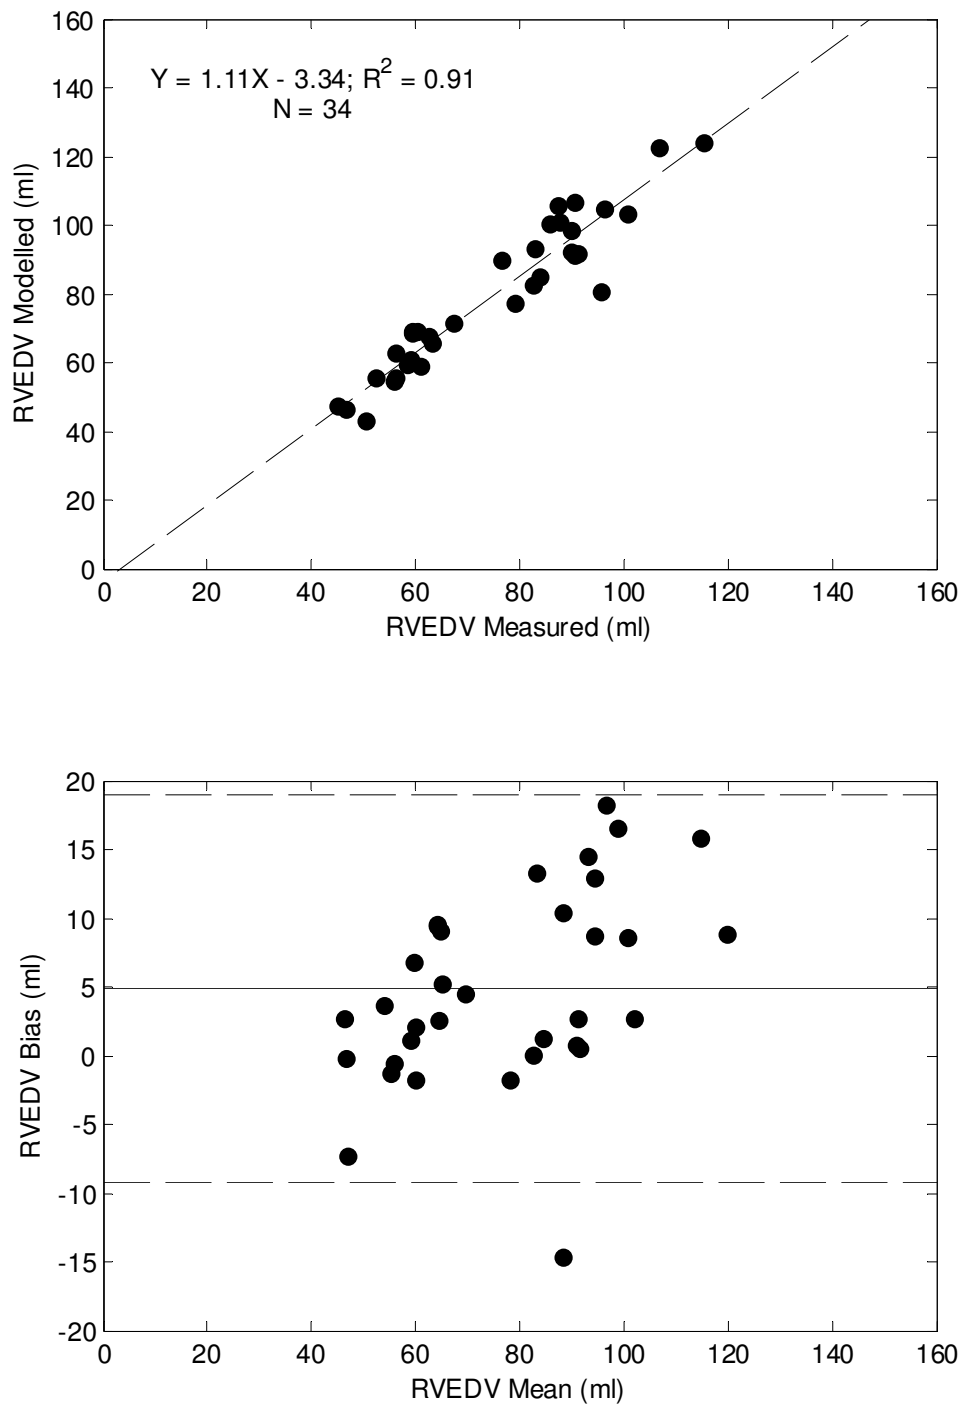 Y = 1.11X - 3.34; R² = 0.91
N = 34
160
140
120
100
80
60
40
20
0
RVEDV Modelled (ml)
0 20 40 60 80 100 120 140 160
RVEDV Measured (ml)
20
15
10
5
0
-5
-10
-15
-20
RVEDV Bias (ml)
0 20 40 60 80 100 120 140 160
RVEDV Mean (ml)